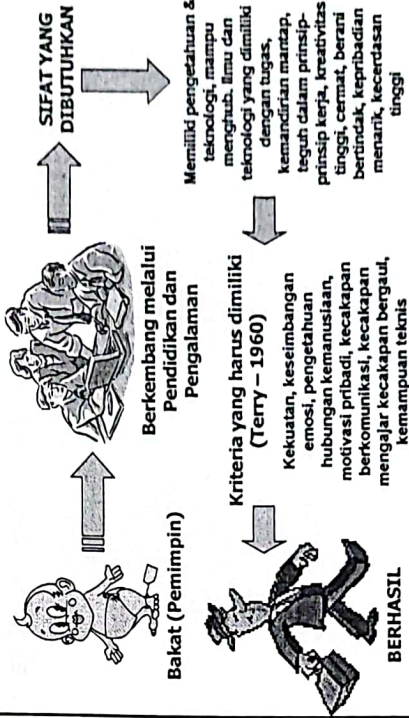 Bakat (Pemimpin)
Berkembang melalui
Pendidikan dan
Pengalaman
SIFAT YANG
DIBUTUHKAN
Memiliki pengetahuan &
teknologi, mampu
menghub. Ilmu dan
teknologi yang dimiliki
dengan tugas,
kemandirian mantap,
teguh dalam prinsip-
prinsip kerja, kreativitas
tinggi, cermat, berani
bertindak, kepribadian
menarik, kecerdasan
tinggi
Kriteria yang harus dimiliki
(Terry – 1960)
Kekuatan, keseimbangan
emosi, pengetahuan
hubungan kemanusiaan,
motivasi pribadi, kecakapan
berkomunikasi, kecakapan
mengajar kecakapan bergaul,
kemampuan teknis
BERHASIL